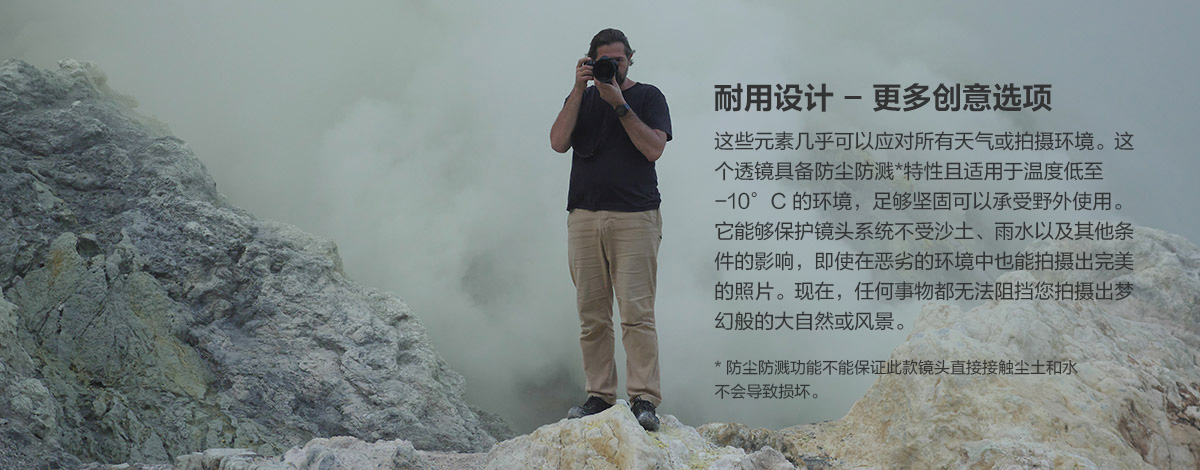 耐用设计 – 更多创意选项
这些元素几乎可以应对所有天气或拍摄环境。这
个透镜具备防尘防溅*特性且适用于温度低至
-10°C 的环境，足够坚固可以承受野外使用。
它能够保护镜头系统不受沙土、雨水以及其他条
件的影响，即使在恶劣的环境中也能拍摄出完美
的照片。现在，任何事物都无法阻挡您拍摄出梦
幻般的大自然或风景。
* 防尘防溅功能不能保证此款镜头直接接触尘土和水
不会导致损坏。